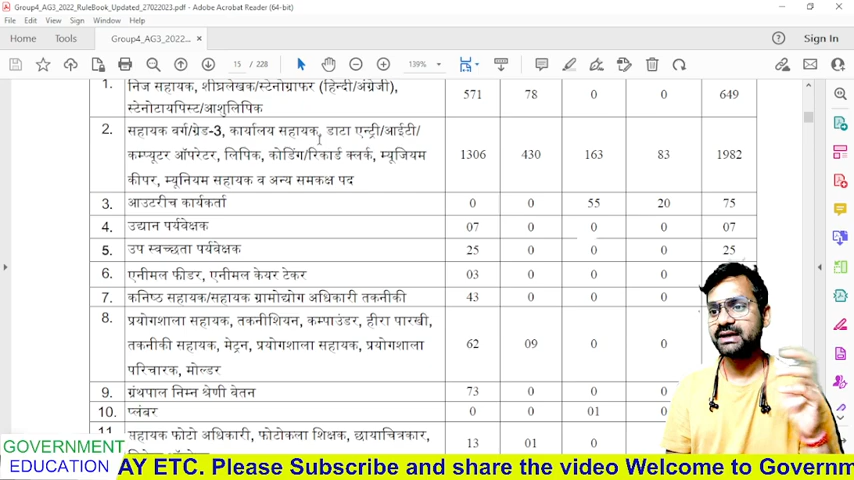 Group4_AG3_2022_RuleBook_Updated_27022023.pdf - Adobe Acrobat Reader (64-bit)
File Edit View Sign Window Help
Home Tools Group4_AG3_2022_... × Sign In
15 / 228 139%
1. निज सहायक, शीघ्रलेखक/स्टेनोग्राफर (हिन्दी/अंग्रेजी), 571 78 0 0 649
स्टेनोटायपिस्ट/आशुलिपिक
2. सहायक वर्ग/ग्रेड-3, कार्यालय सहायक, डाटा एन्ट्री/आईटी/
कम्प्यूटर ऑपरेटर, लिपिक, कोडिंग/रिकार्ड क्लर्क, म्यूजियम 1306 430 163 83 1982
कीपर, म्यूनियम सहायक व अन्य समकक्ष पद
3. आउटरीच कार्यकर्ता 0 0 55 20 75
4. उद्यान पर्यवेक्षक 07 0 0 0 07
5. उप स्वच्छता पर्यवेक्षक 25 0 0 0 25
6. एनीमल फीडर, एनीमल केयर टेकर 03 0 0 0
7. कनिष्ठ सहायक/सहायक ग्रामोद्योग अधिकारी तकनीकी 43 0 0 0
8. प्रयोगशाला सहायक, तकनीशियन, कम्पाउंडर, हीरा पारखी,
तकनीकी सहायक, मेट्रन, प्रयोगशाला सहायक, प्रयोगशाला 62 09 0 0
परिचारक, मोल्डर
9. ग्रंथपाल निम्न श्रेणी वेतन 73 0 0 0
10. प्लंबर 0 0 01 0
11. सहायक फोटो अधिकारी, फोटोकला शिक्षक, छायाचित्रकार, 13 01 0
GOVERNMENT
EDUCATION
AY ETC. Please Subscribe and share the video Welcome to Governm